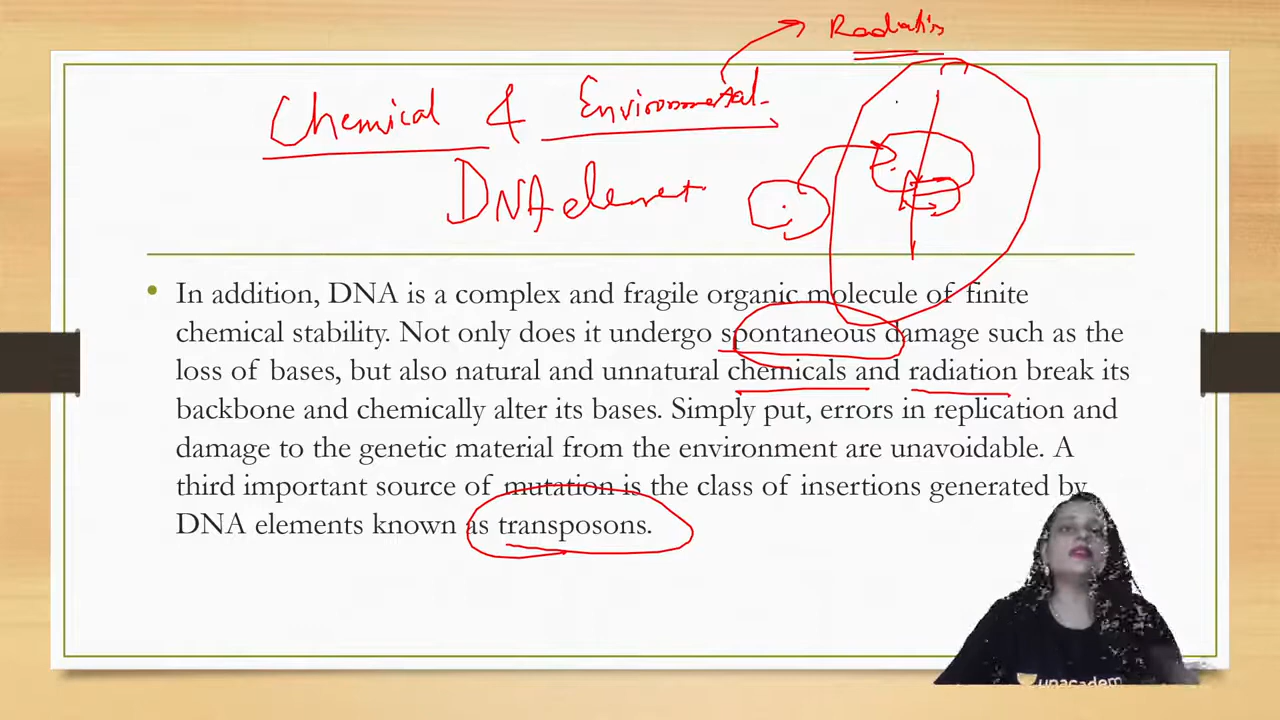 Radiation
Chemical & Environmental
DNA element
• In addition, DNA is a complex and fragile organic molecule of finite
chemical stability. Not only does it undergo spontaneous damage such as the
loss of bases, but also natural and unnatural chemicals and radiation break its
backbone and chemically alter its bases. Simply put, errors in replication and
damage to the genetic material from the environment are unavoidable. A
third important source of mutation is the class of insertions generated by
DNA elements known as transposons.
unacadem